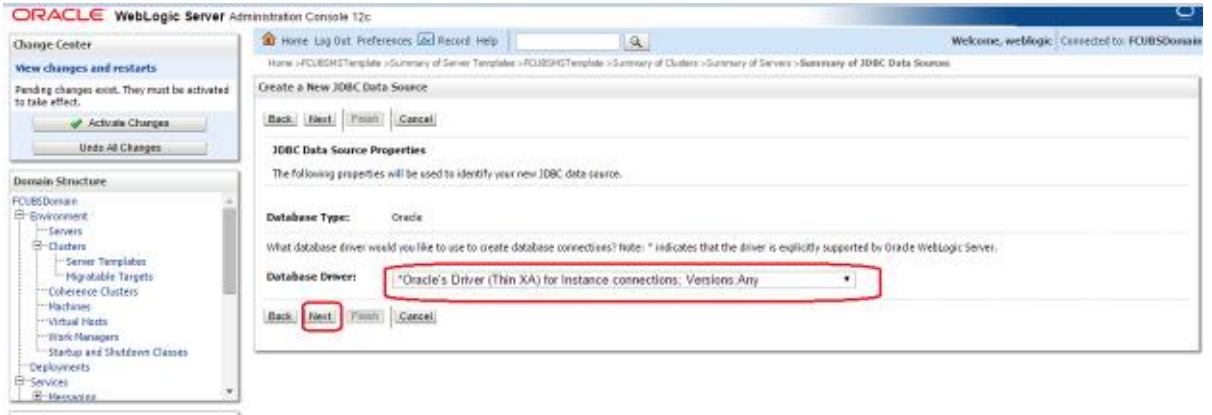 ORACLE WebLogic Server Administration Console 12c
Change Center
View changes and restarts
Pending changes exist. They must be activated
to take effect.
Activate Changes
Undo All Changes
Domain Structure
FCUBSDomain
Environment
Servers
Clusters
Server Templates
Migratable Targets
Coherence Clusters
Machines
Virtual Hosts
Work Managers
Startup and Shutdown Classes
Deployments
Services
Messaging
Home Log Out Preferences Record Help
Welcome, weblogic Connected to: FCUBSDomain
Home >FCUBSMSTemplate >Summary of Server Templates >FCUBSMSTemplate >Summary of Clusters >Summary of Servers >Summary of JDBC Data Sources
Create a New JDBC Data Source
Back Next Finish Cancel
JDBC Data Source Properties
The following properties will be used to identify your new JDBC data source.
Database Type: Oracle
What database driver would you like to use to create database connections? Note: * indicates that the driver is explicitly supported by Oracle WebLogic Server.
Database Driver: *Oracle's Driver (Thin XA) for Instance connections; Versions:Any
Back Next Finish Cancel